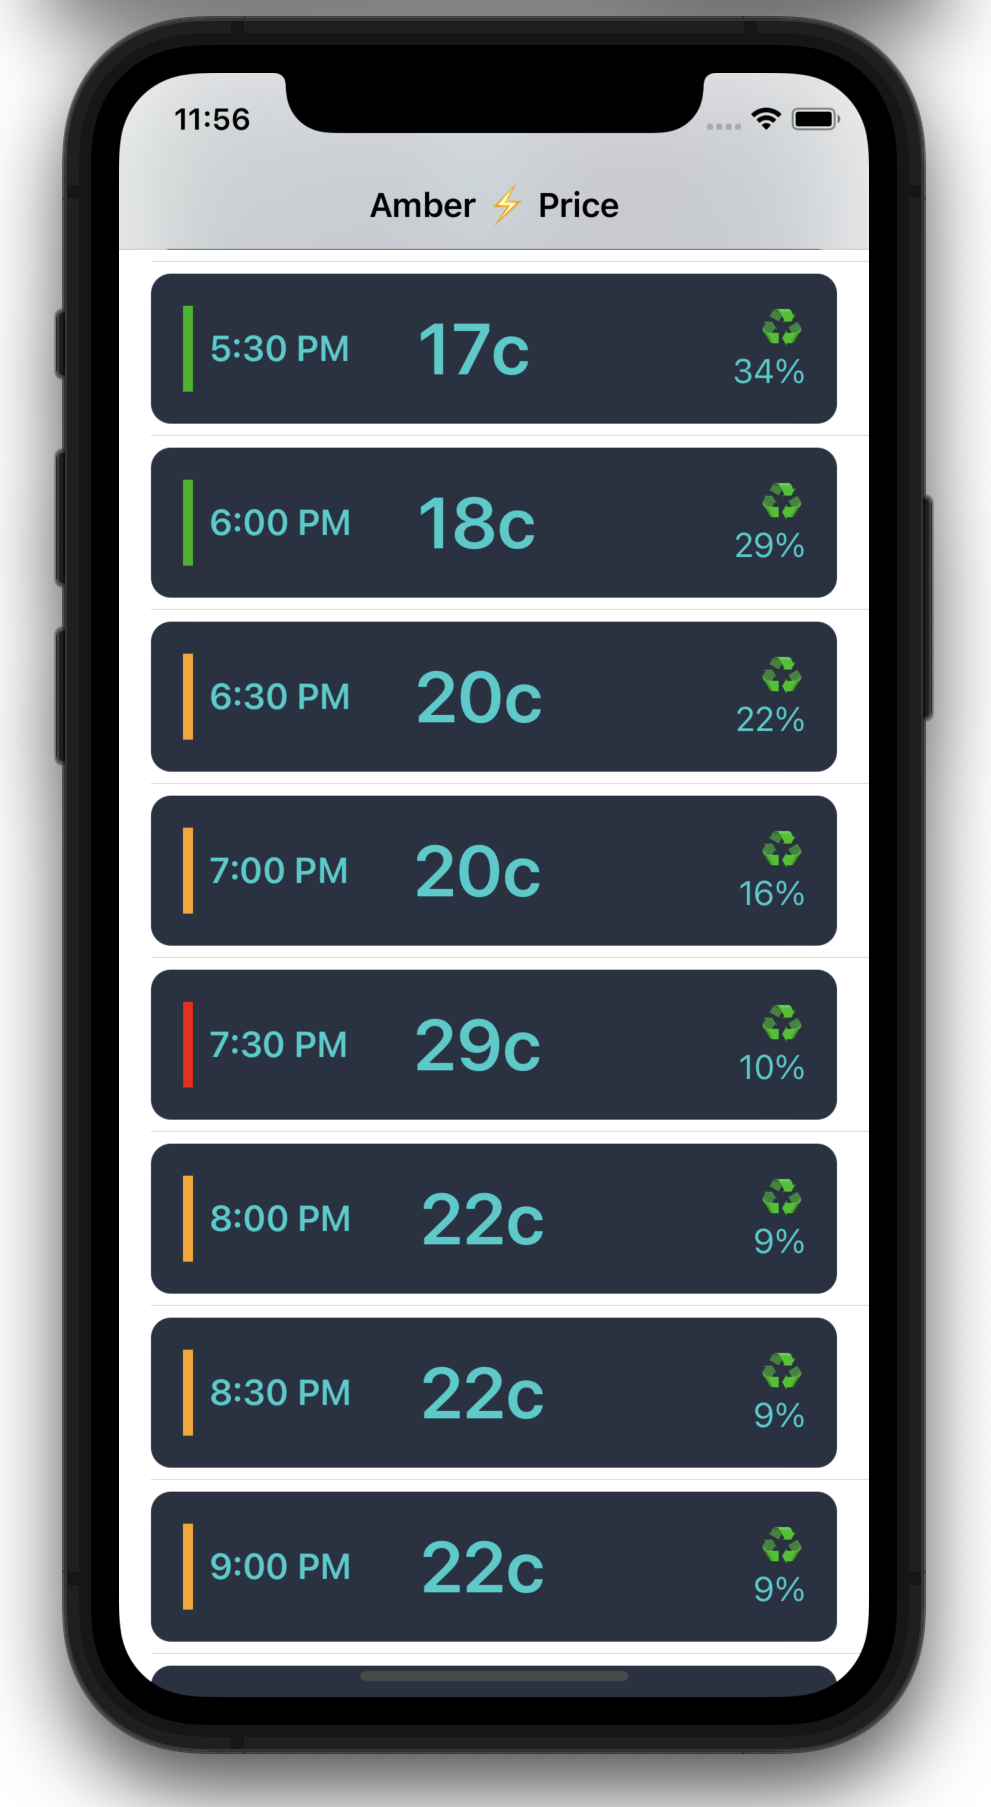 11:56
Amber ⚡ Price
5:30 PM 17c ♻ 34%
6:00 PM 18c ♻ 29%
6:30 PM 20c ♻ 22%
7:00 PM 20c ♻ 16%
7:30 PM 29c ♻ 10%
8:00 PM 22c ♻ 9%
8:30 PM 22c ♻ 9%
9:00 PM 22c ♻ 9%